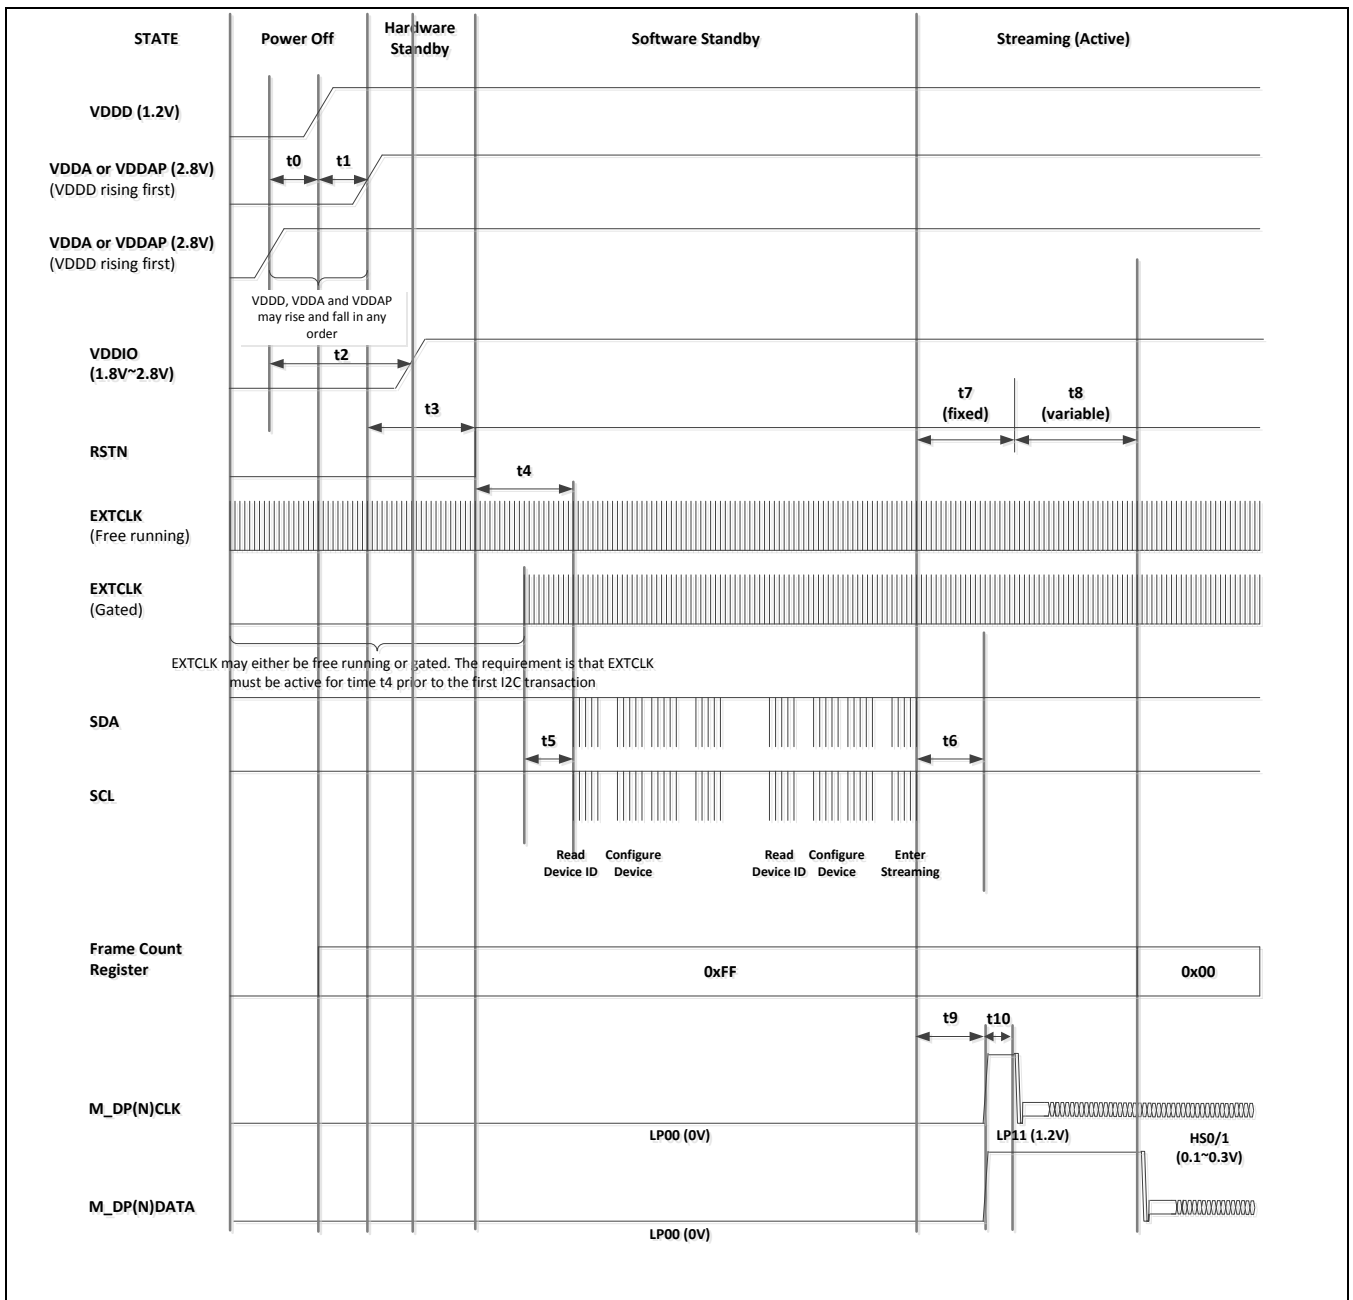 STATE
Power Off
Hardware
Standby
Software Standby
Streaming (Active)
VDDD (1.2V)
t0
t1
VDDA or VDDAP (2.8V)
(VDDD rising first)
VDDA or VDDAP (2.8V)
(VDDD rising first)
VDDD, VDDA and VDDAP
may rise and fall in any
order
t2
VDDIO
(1.8V~2.8V)
t7
(fixed)
t8
(variable)
t3
RSTN
t4
EXTCLK
(Free running)
EXTCLK
(Gated)
EXTCLK may either be free running or gated. The requirement is that EXTCLK
must be active for time t4 prior to the first I2C transaction
SDA
t5
t6
SCL
Read
Device ID
Configure
Device
Read
Device ID
Configure
Device
Enter
Streaming
Frame Count
Register
0xFF
0x00
t9
t10
M_DP(N)CLK
LP00 (0V)
LP11 (1.2V)
HS0/1
(0.1~0.3V)
M_DP(N)DATA
LP00 (0V)